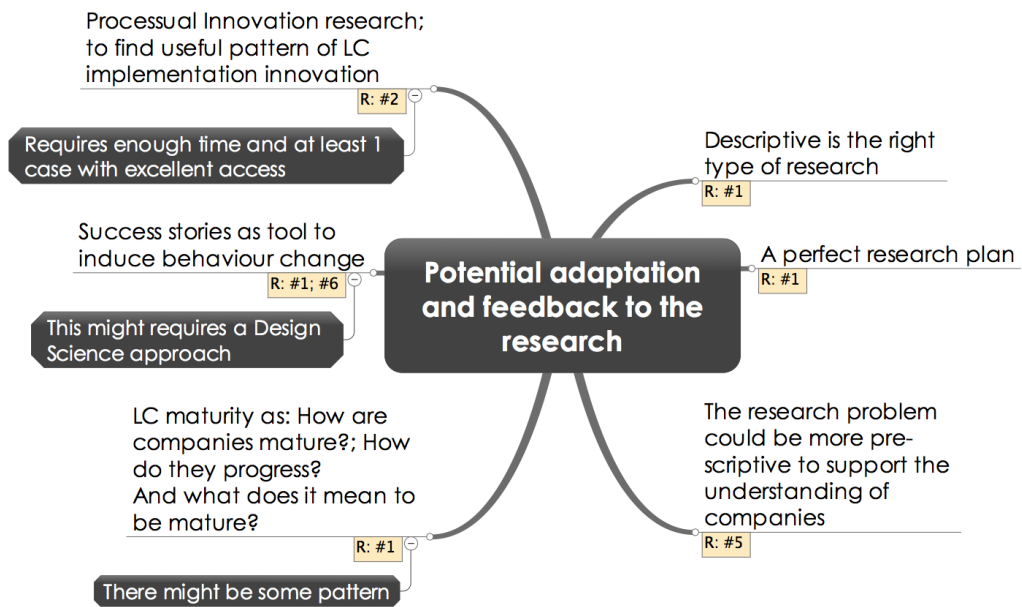 Processual Innovation research;
to find useful pattern of LC
implementation innovation
R: #2
Requires enough time and at least 1
case with excellent access
Success stories as tool to
induce behaviour change
R: #1; #6
This might requires a Design
Science approach
LC maturity as: How are
companies mature?; How
do they progress?
And what does it mean to
be mature?
R: #1
There might be some pattern
Potential adaptation
and feedback to the
research
Descriptive is the right
type of research
R: #1
A perfect research plan
R: #1
The research problem
could be more pre-
scriptive to support the
understanding of
companies
R: #5